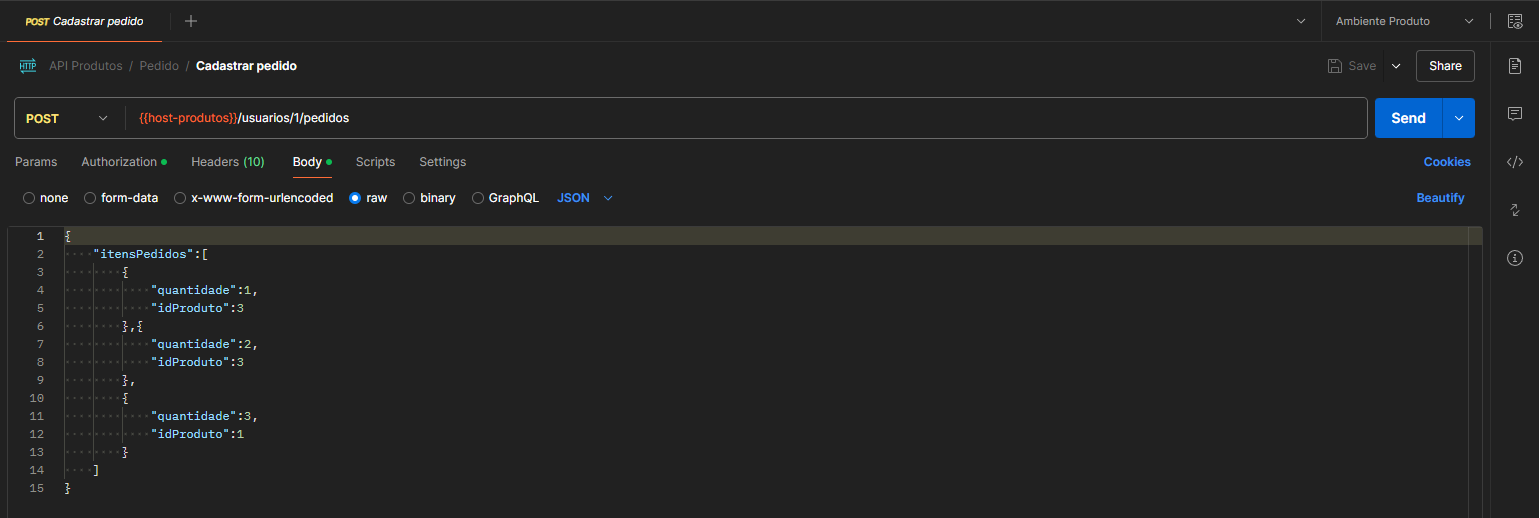 POST Cadastrar pedido
Ambiente Produto
HTTP API Produtos / Pedido / Cadastrar pedido
Save
Share
POST
{{host-produtos}}/usuarios/1/pedidos
Send
Params Authorization Headers (10) Body Scripts Settings
Cookies
none form-data x-www-form-urlencoded raw binary GraphQL JSON
Beautify
1 {
2 "itensPedidos":[
3 {
4 "quantidade":1,
5 "idProduto":3
6 },{
7 "quantidade":2,
8 "idProduto":3
9 },
10 {
11 "quantidade":3,
12 "idProduto":1
13 }
14 ]
15 }